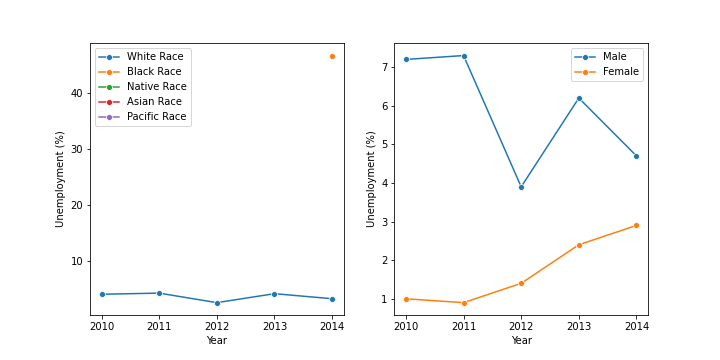 White Race
Black Race
Native Race
Asian Race
Pacific Race
40
30
20
10
Unemployment (%)
2010 2011 2012 2013 2014
Year
Male
Female
7
6
5
4
3
2
1
Unemployment (%)
2010 2011 2012 2013 2014
Year